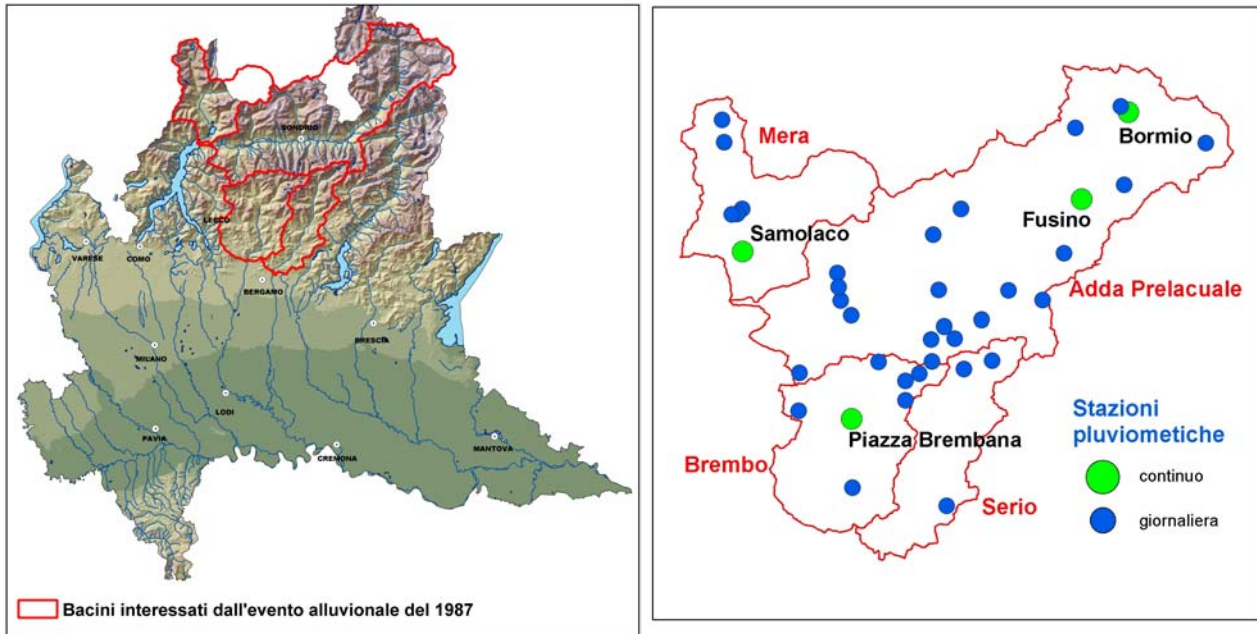 SONDRIO
LECCO
VARESE
COMO
BERGAMO
BRESCIA
MILANO
LODI
PAVIA
CREMONA
MANTOVA
Bacini interessati dall'evento alluvionale del 1987
Mera
Bormio
Fusino
Samolaco
Adda Prelacuale
Stazioni
pluviometiche
Piazza Brembana
Brembo
continuo
Serio
giornaliera